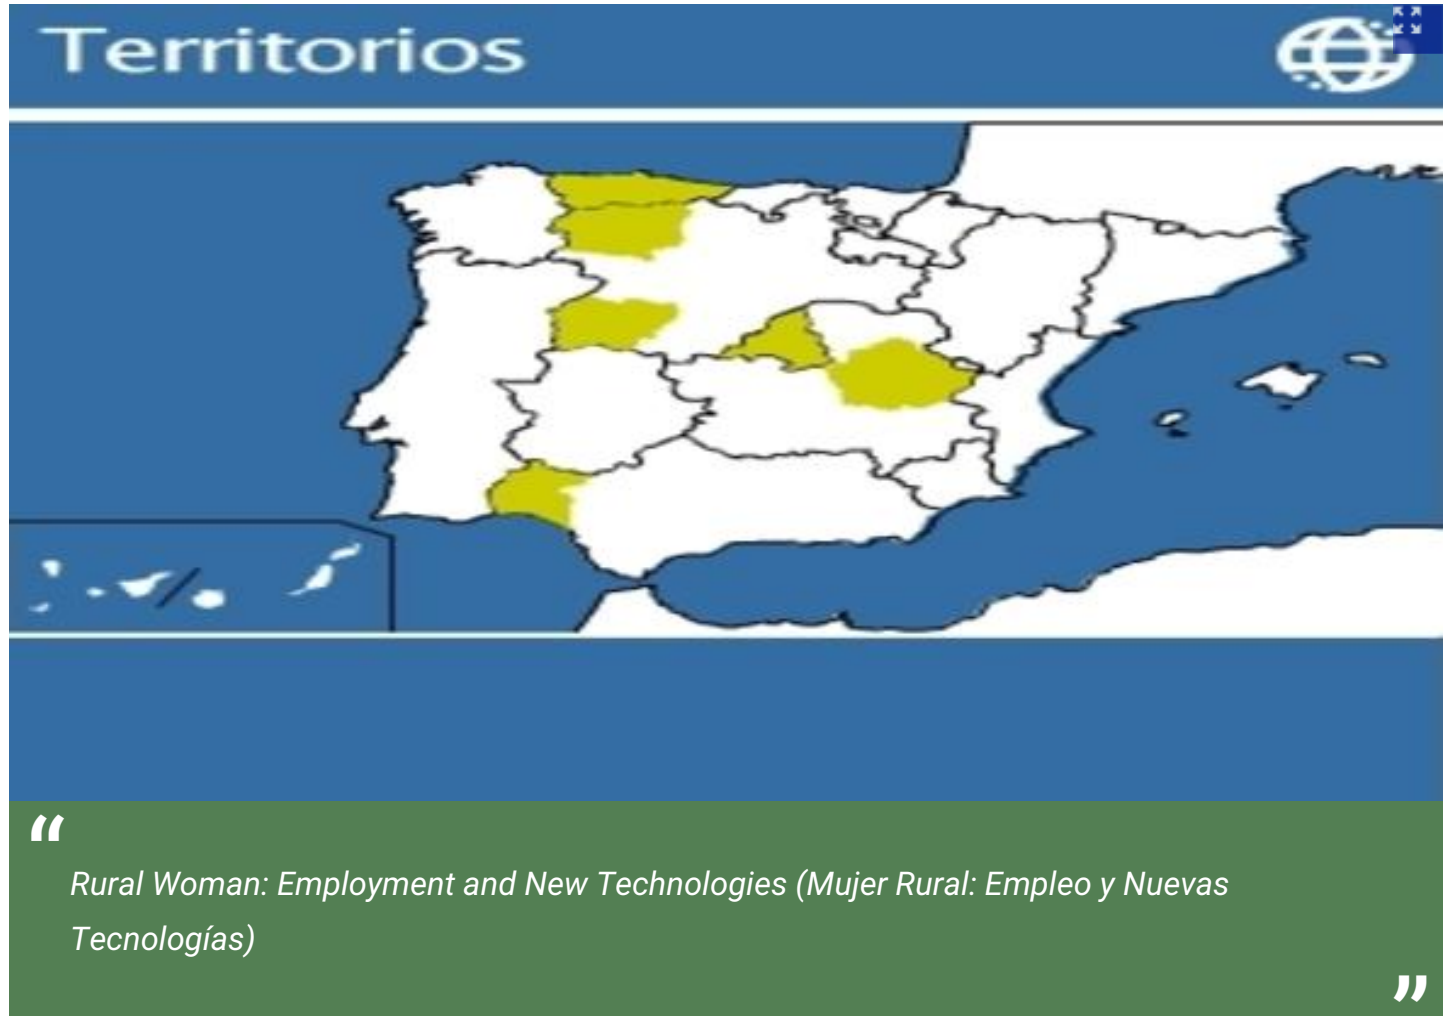 Territorios
“
Rural Woman: Employment and New Technologies (Mujer Rural: Empleo y Nuevas
Tecnologías)
”